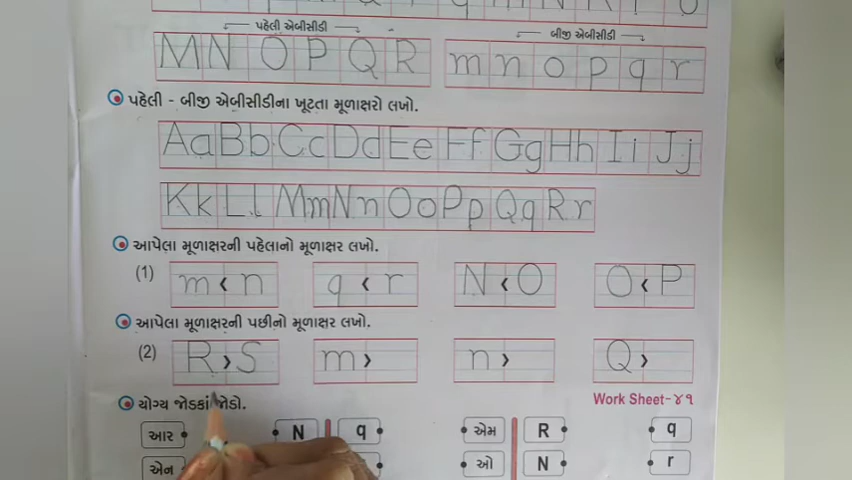 પહેલી એબીસીડી બીજી એબીસીડી
M N O P Q R m n o p q r
પહેલી - બીજી એબીસીડીના ખૂટતા મૂળાક્ષરો લખો.
Aa Bb Cc Dd Ee Ff Gg Hh Ii Jj
Kk Ll Mm Nn Oo Pp Qq Rr
આપેલા મૂળાક્ષરની પહેલાનો મૂળાક્ષર લખો.
(1) m < n q < r N < O O < P
આપેલા મૂળાક્ષરની પછીનો મૂળાક્ષર લખો.
(2) R > S m > n > Q >
Work Sheet-૪૧
યોગ્ય જોડકાં જોડો.
આર N q એમ R q
એન ઓ N r